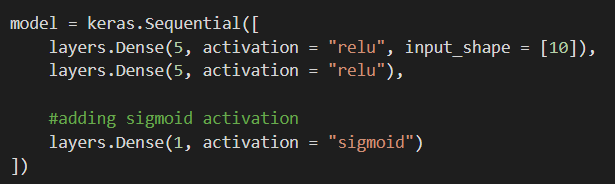 model = keras.Sequential([
    layers.Dense(5, activation = "relu", input_shape = [10]),
    layers.Dense(5, activation = "relu"),
    #adding sigmoid activation
    layers.Dense(1, activation = "sigmoid")
])